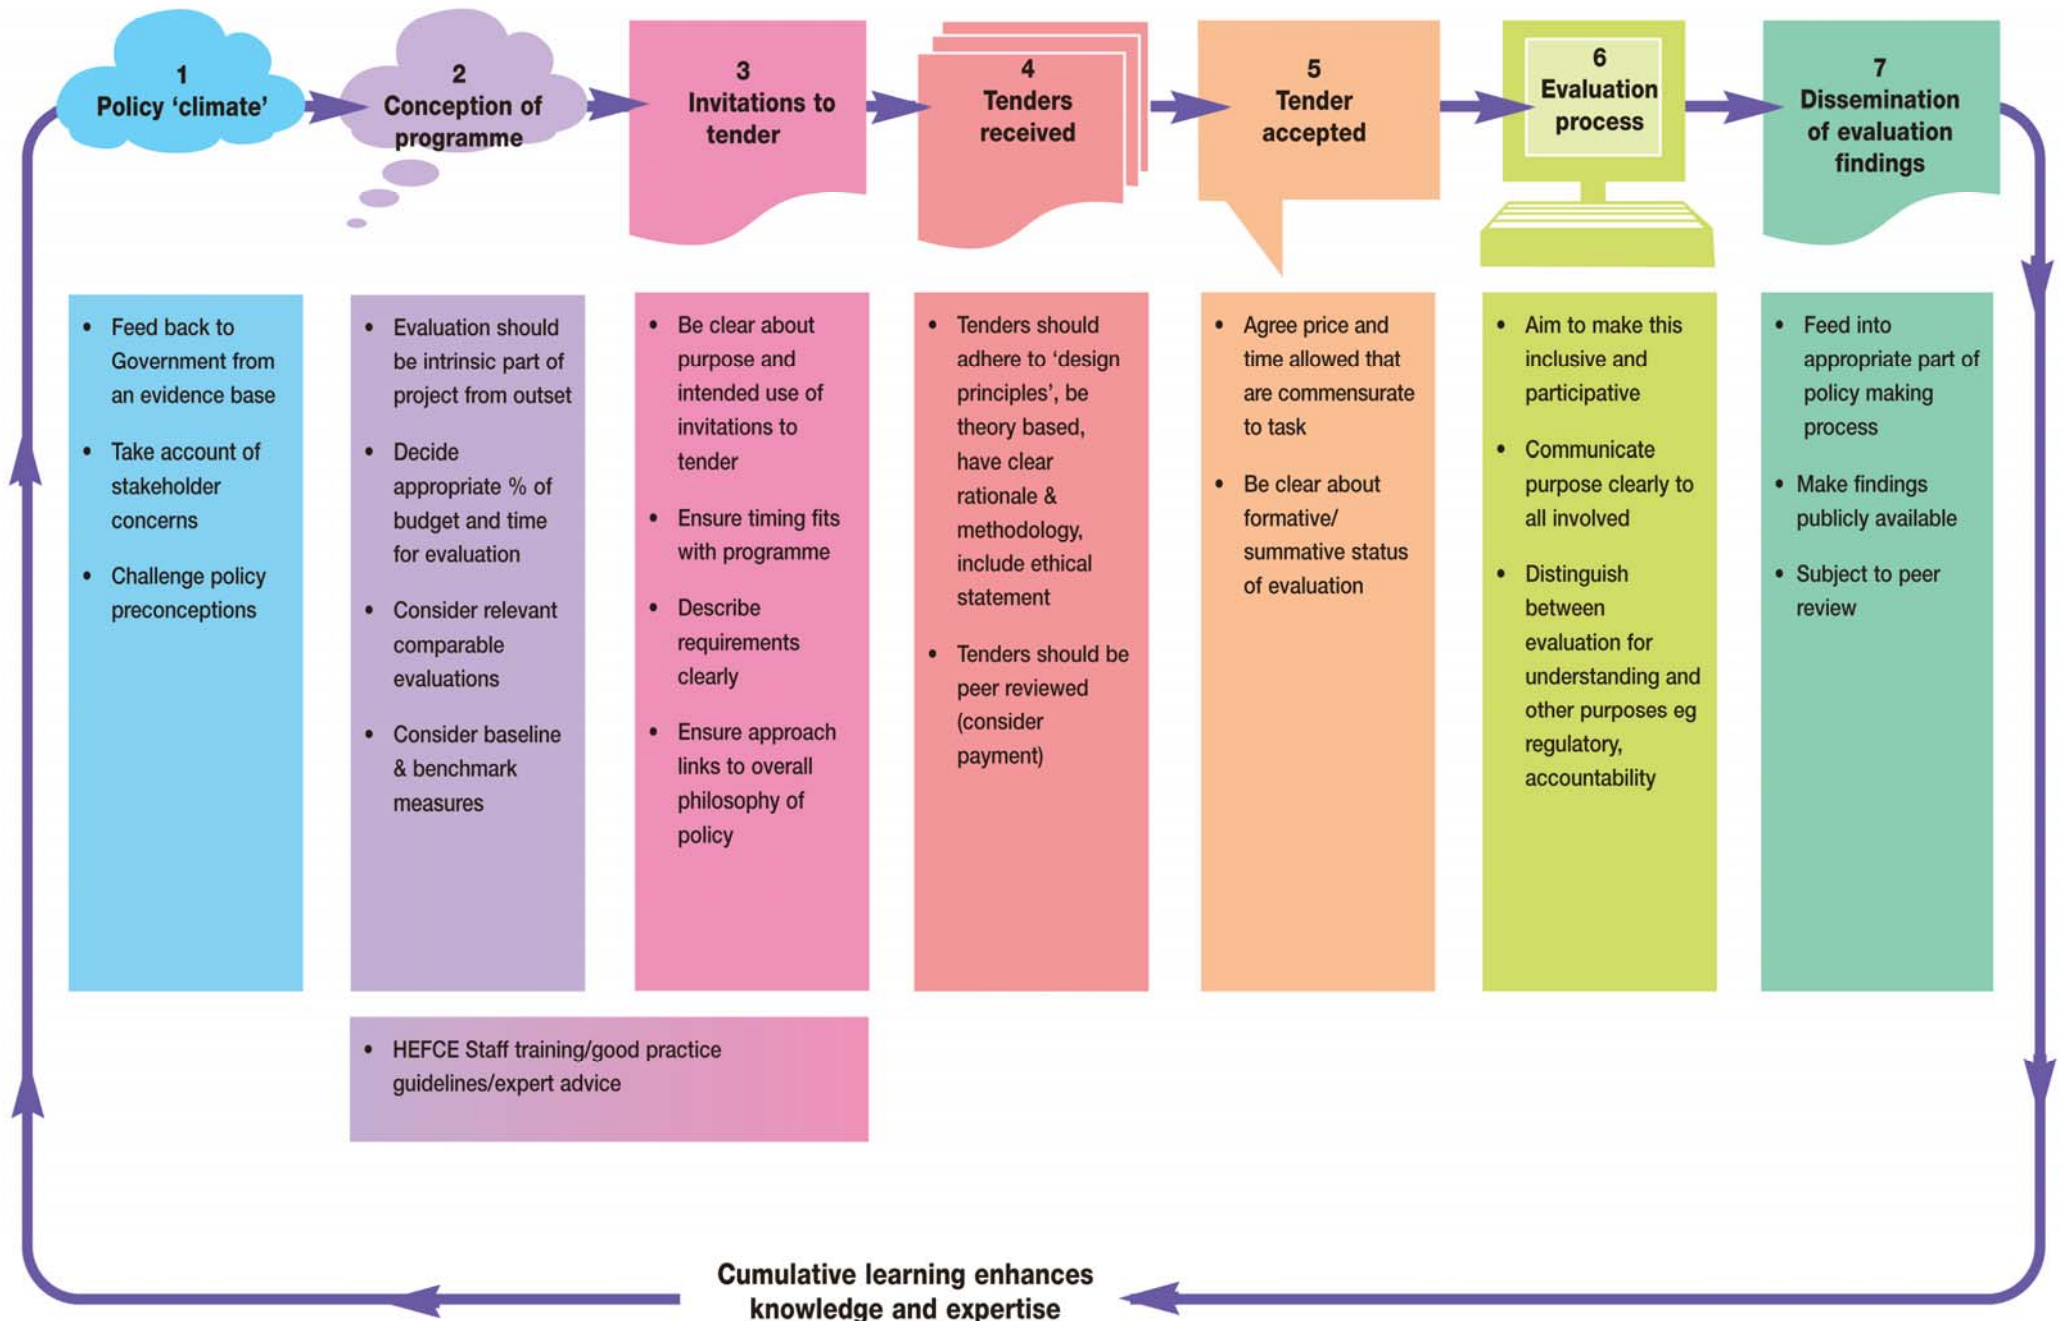 1
Policy ‘climate’
2
Conception of
programme
3
Invitations to
tender
4
Tenders
received
5
Tender
accepted
6
Evaluation
process
7
Dissemination
of evaluation
findings
• Feed back to
Government from
an evidence base
• Take account of
stakeholder
concerns
• Challenge policy
preconceptions
• Evaluation should
be intrinsic part of
project from outset
• Decide
appropriate % of
budget and time
for evaluation
• Consider relevant
comparable
evaluations
• Consider baseline
& benchmark
measures
• Be clear about
purpose and
intended use of
invitations to
tender
• Ensure timing fits
with programme
• Describe
requirements
clearly
• Ensure approach
links to overall
philosophy of
policy
• Tenders should
adhere to ‘design
principles’, be
theory based,
have clear
rationale &
methodology,
include ethical
statement
• Tenders should be
peer reviewed
(consider
payment)
• Agree price and
time allowed that
are commensurate
to task
• Be clear about
formative/
summative status
of evaluation
• Aim to make this
inclusive and
participative
• Communicate
purpose clearly to
all involved
• Distinguish
between
evaluation for
understanding and
other purposes eg
regulatory,
accountability
• Feed into
appropriate part of
policy making
process
• Make findings
publicly available
• Subject to peer
review
• HEFCE Staff training/good practice
guidelines/expert advice
Cumulative learning enhances
knowledge and expertise